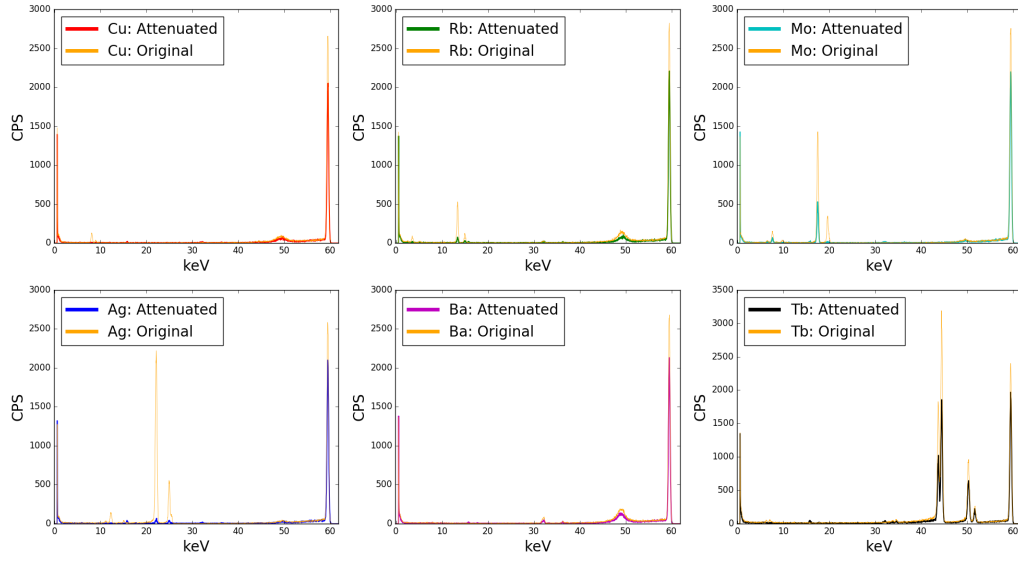 Cu: Attenuated
Cu: Original
CPS
3000
2500
2000
1500
1000
500
0
0 10 20 30 40 50 60
keV
Rb: Attenuated
Rb: Original
CPS
3000
2500
2000
1500
1000
500
0
0 10 20 30 40 50 60
keV
Mo: Attenuated
Mo: Original
CPS
3000
2500
2000
1500
1000
500
0
0 10 20 30 40 50 60
keV
Ag: Attenuated
Ag: Original
CPS
3000
2500
2000
1500
1000
500
0
0 10 20 30 40 50 60
keV
Ba: Attenuated
Ba: Original
CPS
3000
2500
2000
1500
1000
500
0
0 10 20 30 40 50 60
keV
Tb: Attenuated
Tb: Original
CPS
3500
3000
2500
2000
1500
1000
500
0
0 10 20 30 40 50 60
keV